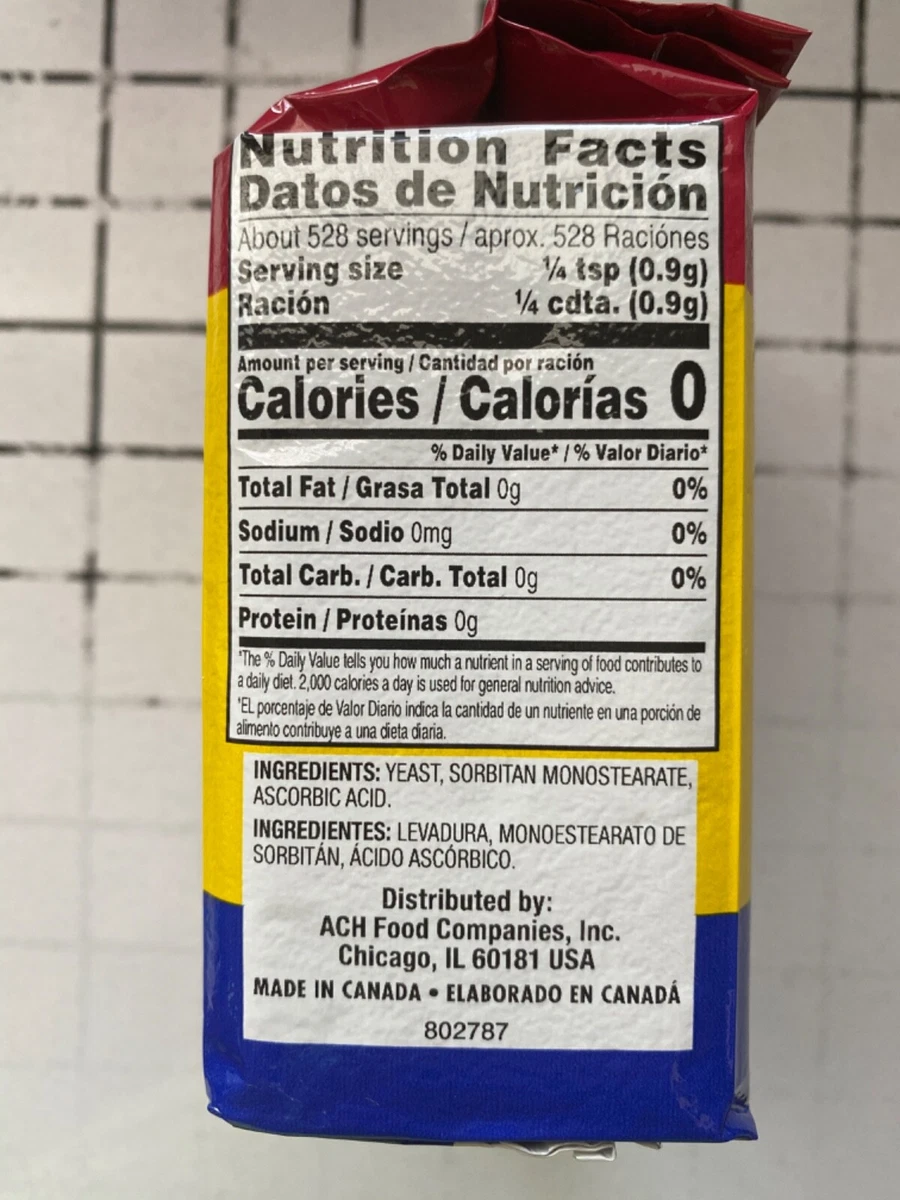 Nutrition Facts
Datos de Nutrición
About 528 servings / aprox. 528 Raciónes
Serving size ¼ tsp (0.9g)
Ración ¼ cdta. (0.9g)
Amount per serving / Cantidad por ración
Calories / Calorías 0
% Daily Value* / % Valor Diario*
Total Fat / Grasa Total 0g 0%
Sodium / Sodio 0mg 0%
Total Carb. / Carb. Total 0g 0%
Protein / Proteínas 0g
*The % Daily Value tells you how much a nutrient in a serving of food contributes to
a daily diet. 2,000 calories a day is used for general nutrition advice.
*EL porcentaje de Valor Diario indica la cantidad de un nutriente en una porción de
alimento contribuye a una dieta diaria.
INGREDIENTS: YEAST, SORBITAN MONOSTEARATE,
ASCORBIC ACID.
INGREDIENTES: LEVADURA, MONOESTEARATO DE
SORBITÁN, ÁCIDO ASCÓRBICO.
Distributed by:
ACH Food Companies, Inc.
Chicago, IL 60181 USA
MADE IN CANADA • ELABORADO EN CANADÁ
802787